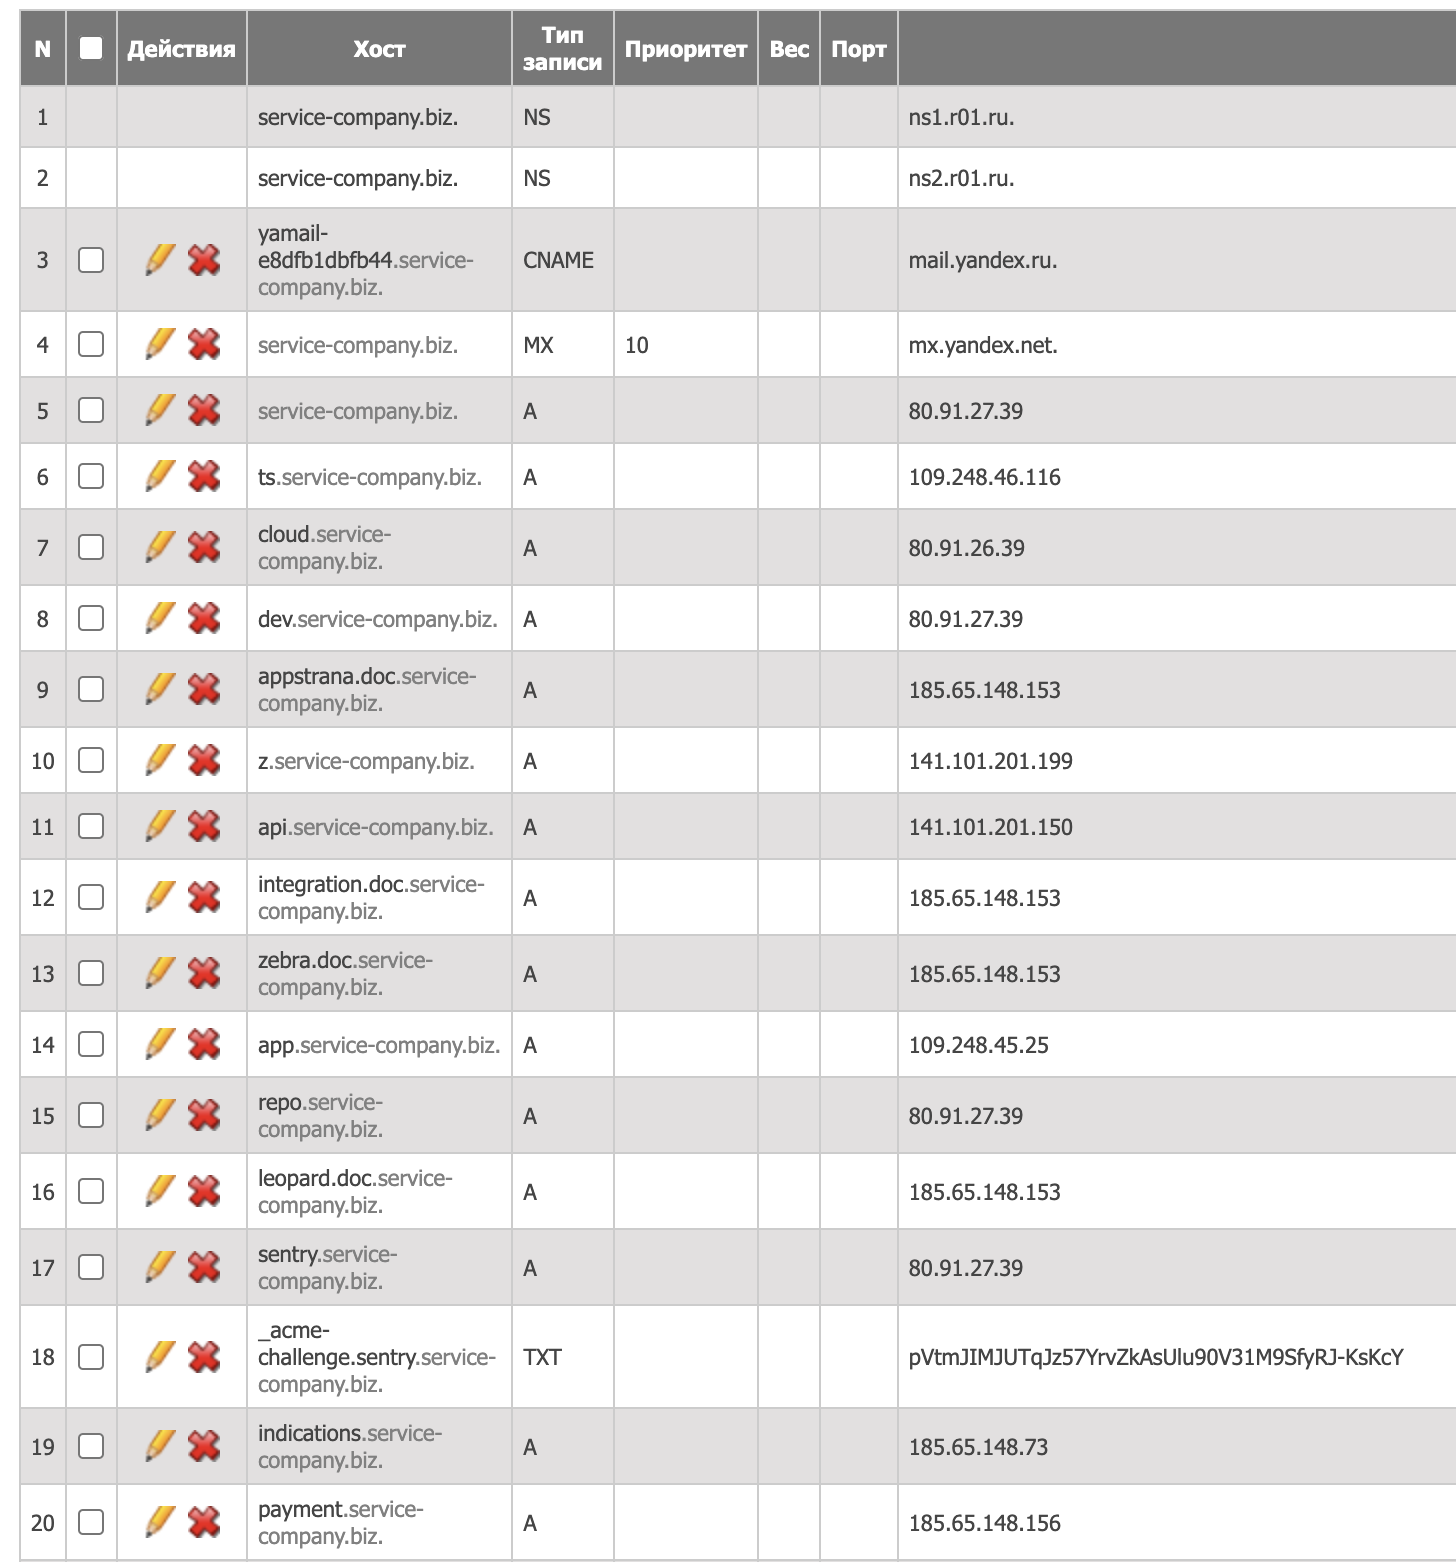 N Действия Хост Тип записи Приоритет Вес Порт
1 service-company.biz. NS ns1.r01.ru.
2 service-company.biz. NS ns2.r01.ru.
3 yamail-
e8dfb1dbfb44.service-
company.biz. CNAME mail.yandex.ru.
4 service-company.biz. MX 10 mx.yandex.net.
5 service-company.biz. A 80.91.27.39
6 ts.service-company.biz. A 109.248.46.116
7 cloud.service-
company.biz. A 80.91.26.39
8 dev.service-company.biz. A 80.91.27.39
9 appstrana.doc.service-
company.biz. A 185.65.148.153
10 z.service-company.biz. A 141.101.201.199
11 api.service-company.biz. A 141.101.201.150
12 integration.doc.service-
company.biz. A 185.65.148.153
13 zebra.doc.service-
company.biz. A 185.65.148.153
14 app.service-company.biz. A 109.248.45.25
15 repo.service-
company.biz. A 80.91.27.39
16 leopard.doc.service-
company.biz. A 185.65.148.153
17 sentry.service-
company.biz. A 80.91.27.39
18 _acme-
challenge.sentry.service-
company.biz. TXT pVtmJIMJUTqJz57YrvZkAsUlu90V31M9SfyRJ-KsKcY
19 indications.service-
company.biz. A 185.65.148.73
20 payment.service-
company.biz. A 185.65.148.156